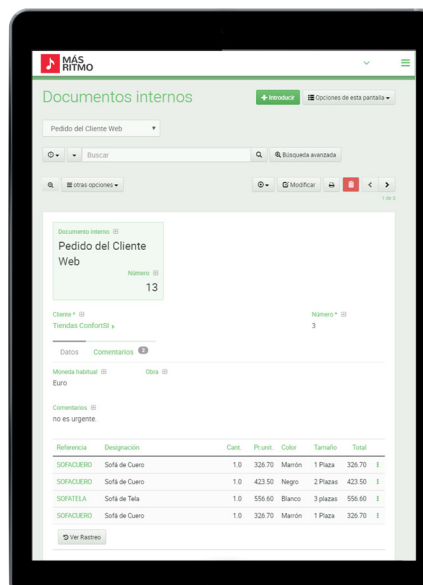 MÁS
RITMO
Documentos internos
Introducir
Opciones de esta pantalla
Pedido del Cliente Web
Buscar
Búsqueda avanzada
otras opciones
Modificar
1 de 3
Documento interno
Pedido del Cliente
Web
Número
13
Cliente * Número *
Tiendas ConfortSI 3
Datos Comentarios 3
Moneda habitual Obra
Euro
Comentarios
no es urgente.
Referencia Designación Cant. Pr.unit. Color Tamaño Total
SOFACUERO Sofá de Cuero 1.0 326.70 Marrón 1 Plaza 326.70
SOFACUERO Sofá de Cuero 1.0 423.50 Negro 2 Plazas 423.50
SOFATELA Sofá de Tela 1.0 556.60 Blanco 3 plazas 556.60
SOFACUERO Sofá de Cuero 1.0 326.70 Marrón 1 Plaza 326.70
Ver Rastreo